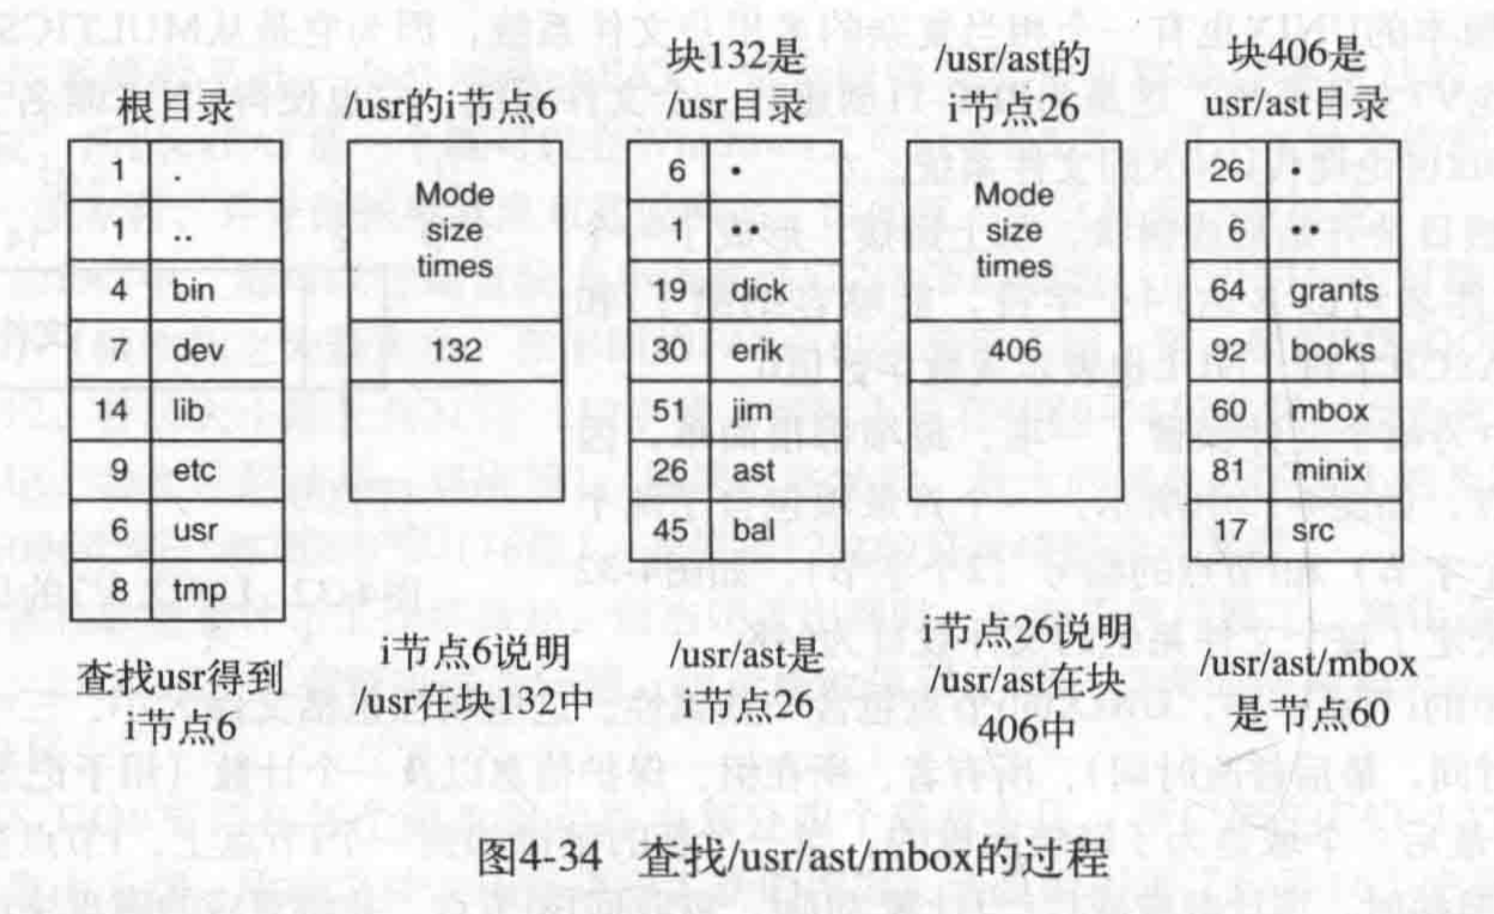 根目录
1 .
1 ..
4 bin
7 dev
14 lib
9 etc
6 usr
8 tmp
查找usr得到
i节点6
/usr的i节点6
Mode
size
times
132
i节点6说明
/usr在块132中
块132是
/usr目录
6 •
1 ••
19 dick
30 erik
51 jim
26 ast
45 bal
/usr/ast是
i节点26
/usr/ast的
i节点26
Mode
size
times
406
i节点26说明
/usr/ast在块
406中
块406是
usr/ast目录
26 •
6 ••
64 grants
92 books
60 mbox
81 minix
17 src
/usr/ast/mbox
是节点60
图4-34 查找/usr/ast/mbox的过程